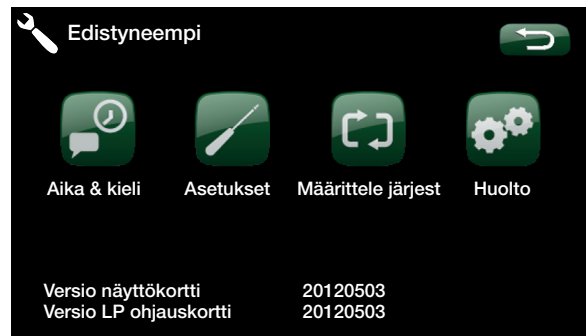 Edistyneempi
Aika & kieli Asetukset Määrittele järjest Huolto
Versio näyttökortti 20120503
Versio LP ohjauskortti 20120503